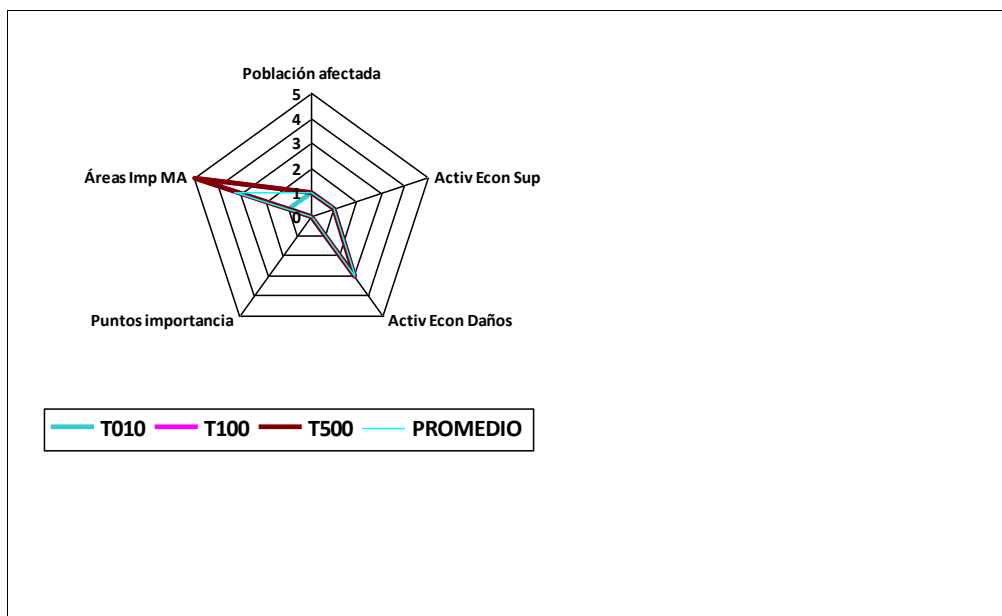 Población afectada
5
4
3
2
1
0
Áreas Imp MA
Activ Econ Sup
Puntos importancia
Activ Econ Daños
T010 T100 T500 PROMEDIO